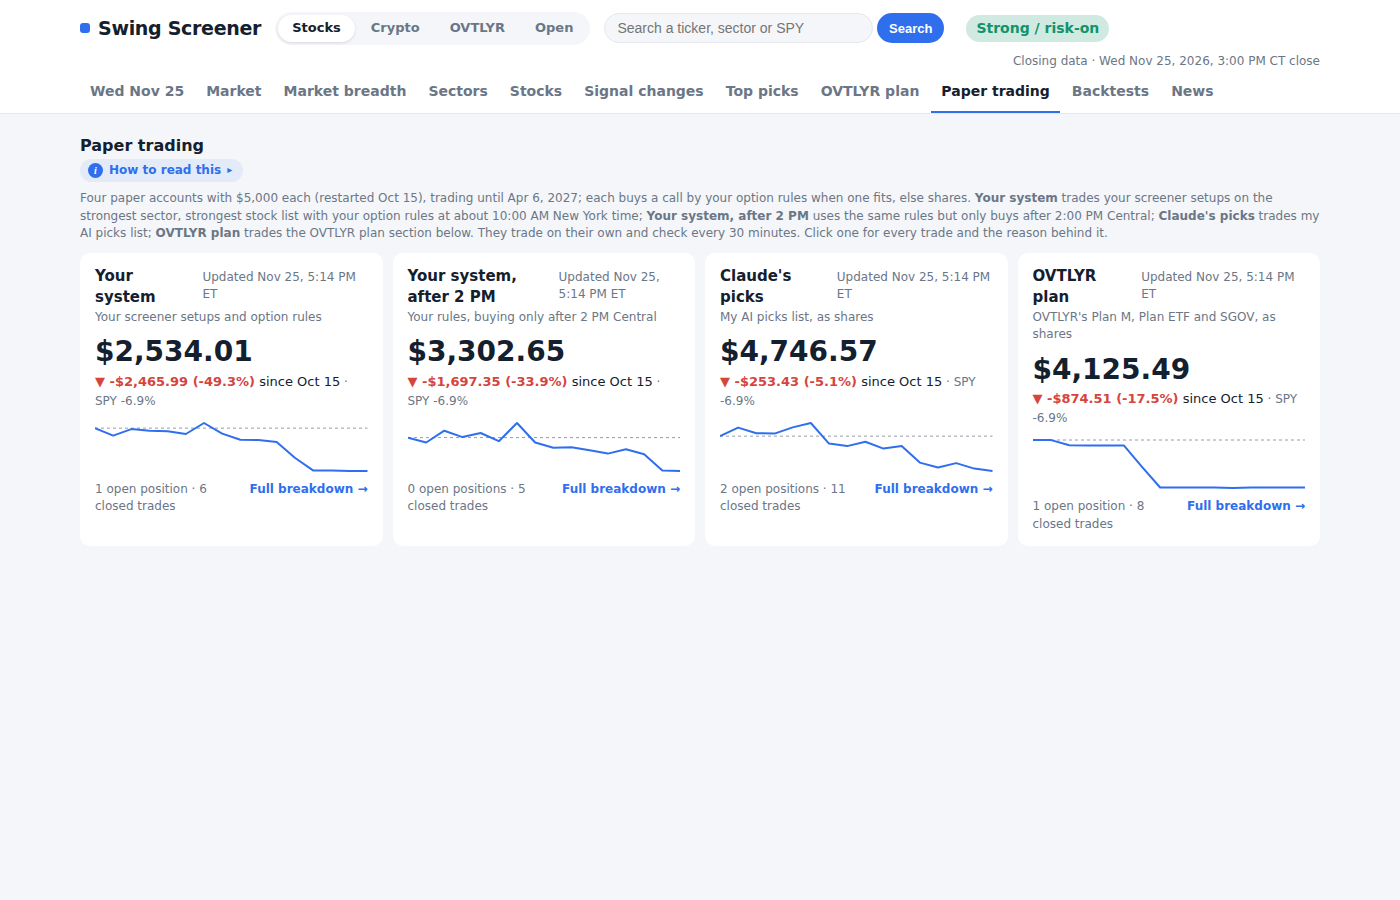 Swing Screener
Stocks Crypto OVTLYR Open
Search a ticker, sector or SPY
Search
Strong / risk-on
Closing data · Wed Nov 25, 2026, 3:00 PM CT close
Wed Nov 25 Market Market breadth Sectors Stocks Signal changes Top picks OVTLYR plan Paper trading Backtests News
Paper trading
i How to read this ▸
Four paper accounts with $5,000 each (restarted Oct 15), trading until Apr 6, 2027; each buys a call by your option rules when one fits, else shares. Your system trades your screener setups on the
strongest sector, strongest stock list with your option rules at about 10:00 AM New York time; Your system, after 2 PM uses the same rules but only buys after 2:00 PM Central; Claude's picks trades my
AI picks list; OVTLYR plan trades the OVTLYR plan section below. They trade on their own and check every 30 minutes. Click one for every trade and the reason behind it.
Your
system
Updated Nov 25, 5:14 PM
ET
Your screener setups and option rules
$2,534.01
▼ -$2,465.99 (-49.3%) since Oct 15 ·
SPY -6.9%
1 open position · 6
closed trades
Full breakdown →
Your system,
after 2 PM
Updated Nov 25,
5:14 PM ET
Your rules, buying only after 2 PM Central
$3,302.65
▼ -$1,697.35 (-33.9%) since Oct 15 ·
SPY -6.9%
0 open positions · 5
closed trades
Full breakdown →
Claude's
picks
Updated Nov 25, 5:14 PM
ET
My AI picks list, as shares
$4,746.57
▼ -$253.43 (-5.1%) since Oct 15 · SPY
-6.9%
2 open positions · 11
closed trades
Full breakdown →
OVTLYR
plan
Updated Nov 25, 5:14 PM
ET
OVTLYR's Plan M, Plan ETF and SGOV, as
shares
$4,125.49
▼ -$874.51 (-17.5%) since Oct 15 · SPY
-6.9%
1 open position · 8
closed trades
Full breakdown →